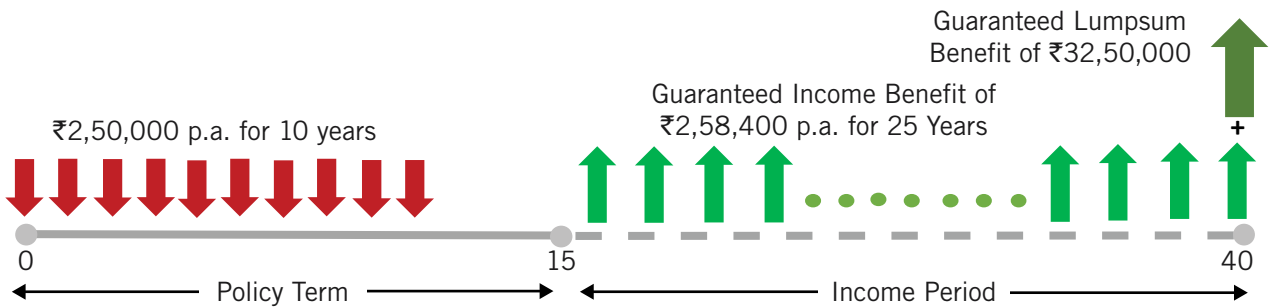 Guaranteed Lumpsum
Benefit of ₹32,50,000
Guaranteed Income Benefit of
₹2,58,400 p.a. for 25 Years
₹2,50,000 p.a. for 10 years
+
0
15
40
Policy Term
Income Period